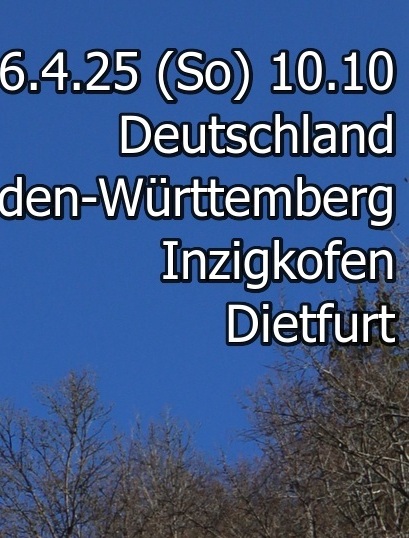 6.4.25 (So) 10.10
Deutschland
den-Württemberg
Inzigkofen
Dietfurt